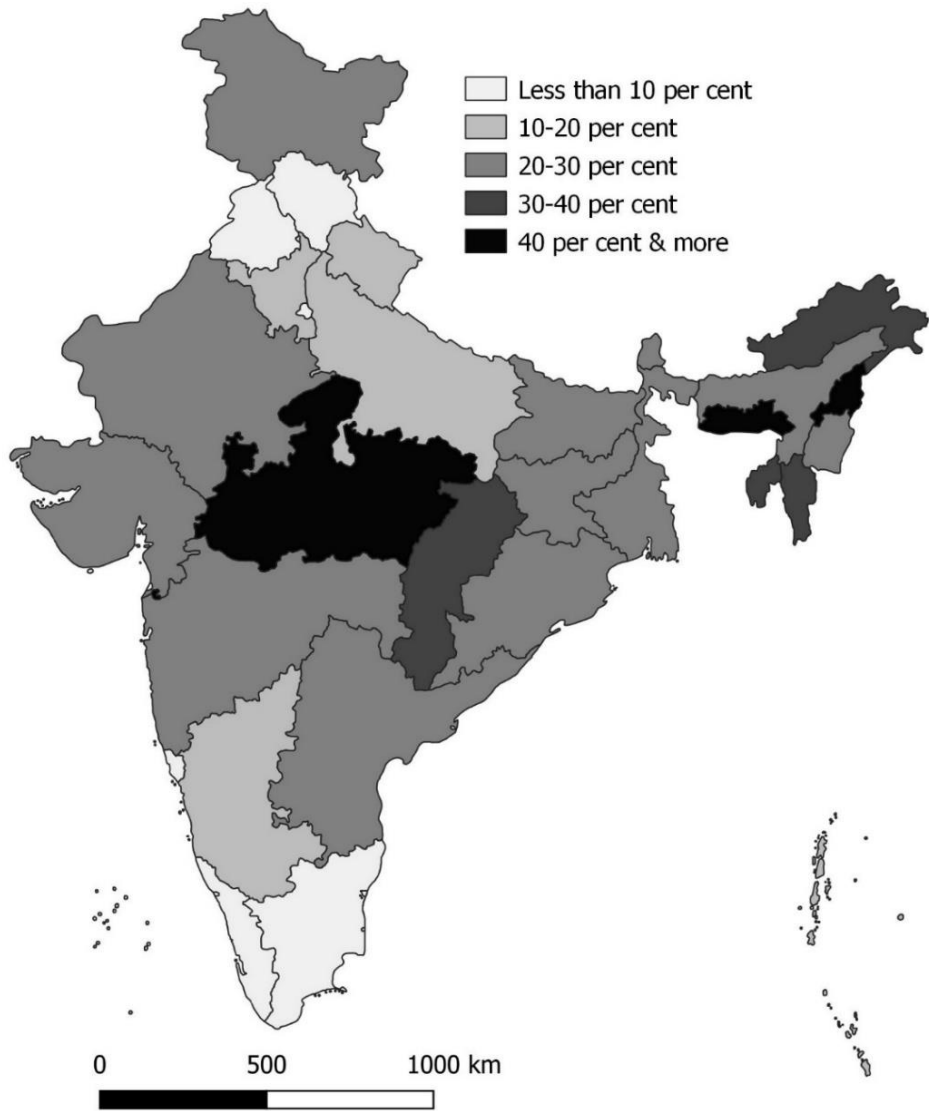 Less than 10 per cent
10-20 per cent
20-30 per cent
30-40 per cent
40 per cent & more
0 500 1000 km